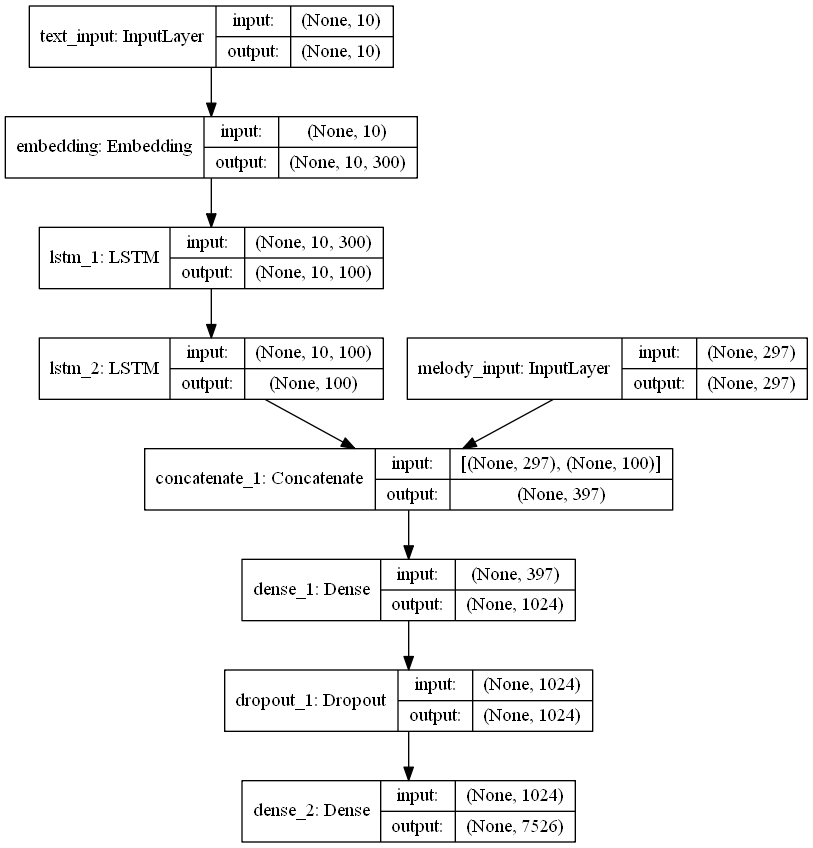 text_input: InputLayer
input: (None, 10)
output: (None, 10)
embedding: Embedding
input: (None, 10)
output: (None, 10, 300)
lstm_1: LSTM
input: (None, 10, 300)
output: (None, 10, 100)
lstm_2: LSTM
input: (None, 10, 100)
output: (None, 100)
melody_input: InputLayer
input: (None, 297)
output: (None, 297)
concatenate_1: Concatenate
input: [(None, 297), (None, 100)]
output: (None, 397)
dense_1: Dense
input: (None, 397)
output: (None, 1024)
dropout_1: Dropout
input: (None, 1024)
output: (None, 1024)
dense_2: Dense
input: (None, 1024)
output: (None, 7526)